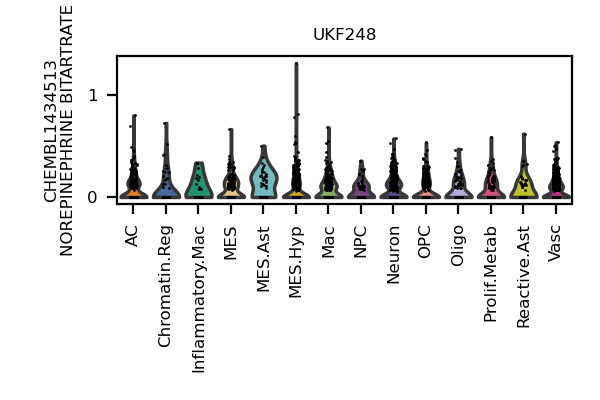 UKF248
CHEMBL1434513
NOREPINEPHRINE BITARTRATE
1
0
AC
Chromatin.Reg
Inflammatory.Mac
MES
MES.Ast
MES.Hyp
Mac
NPC
Neuron
OPC
Oligo
Prolif.Metab
Reactive.Ast
Vasc